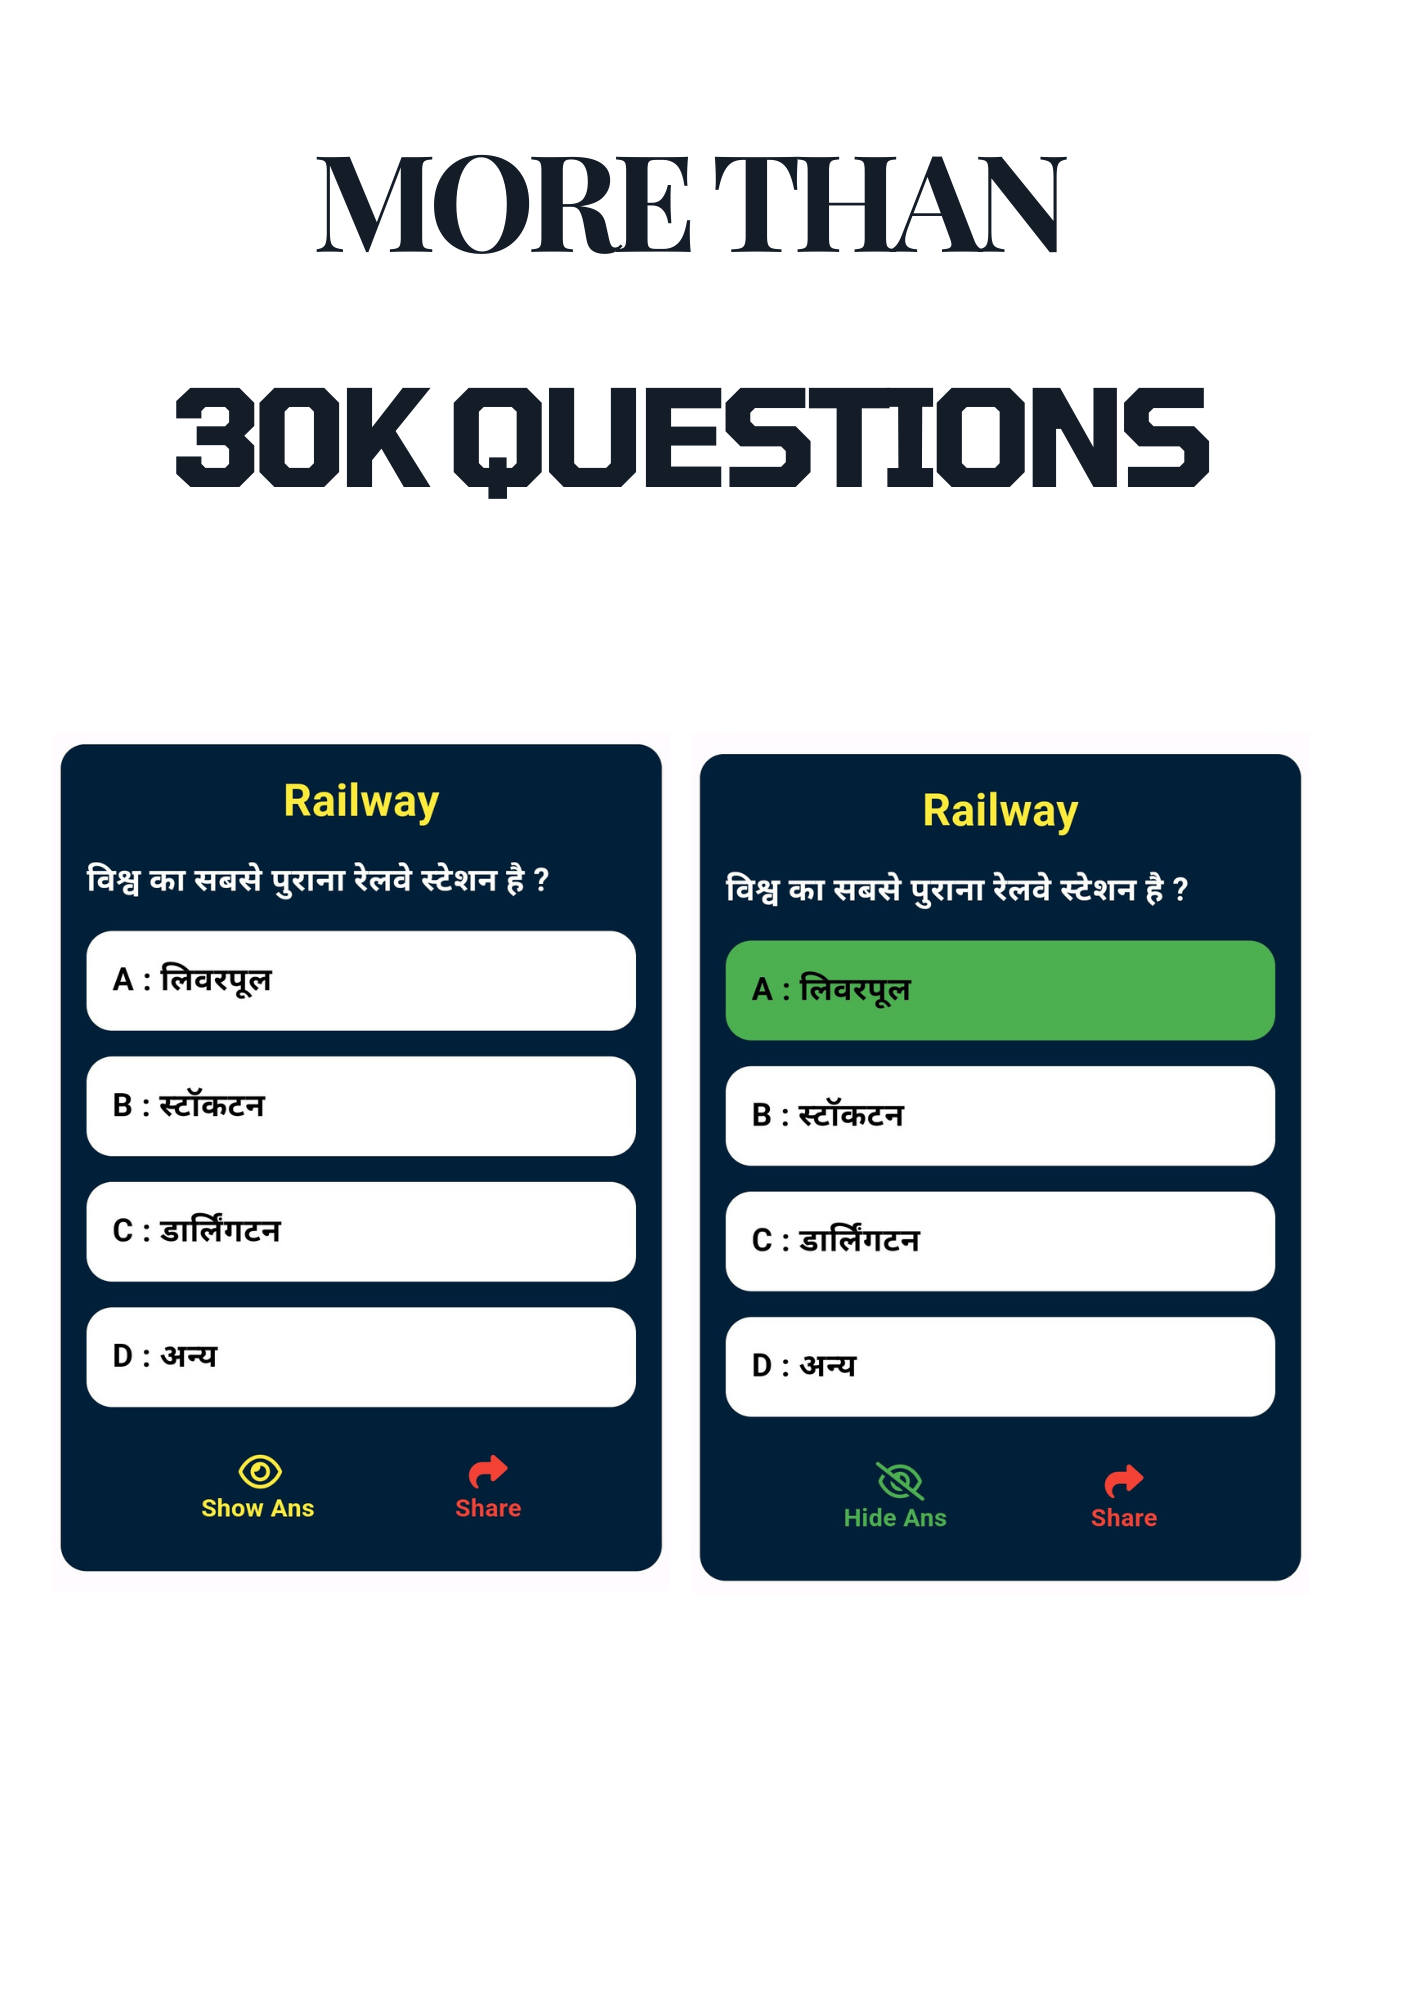 MORE THAN
30K QUESTIONS
Railway
विश्व का सबसे पुराना रेलवे स्टेशन है ?
A : लिवरपूल
B : स्टॉकटन
C : डार्लिंगटन
D : अन्य
Show Ans
Share
Railway
विश्व का सबसे पुराना रेलवे स्टेशन है ?
A : लिवरपूल
B : स्टॉकटन
C : डार्लिंगटन
D : अन्य
Hide Ans
Share